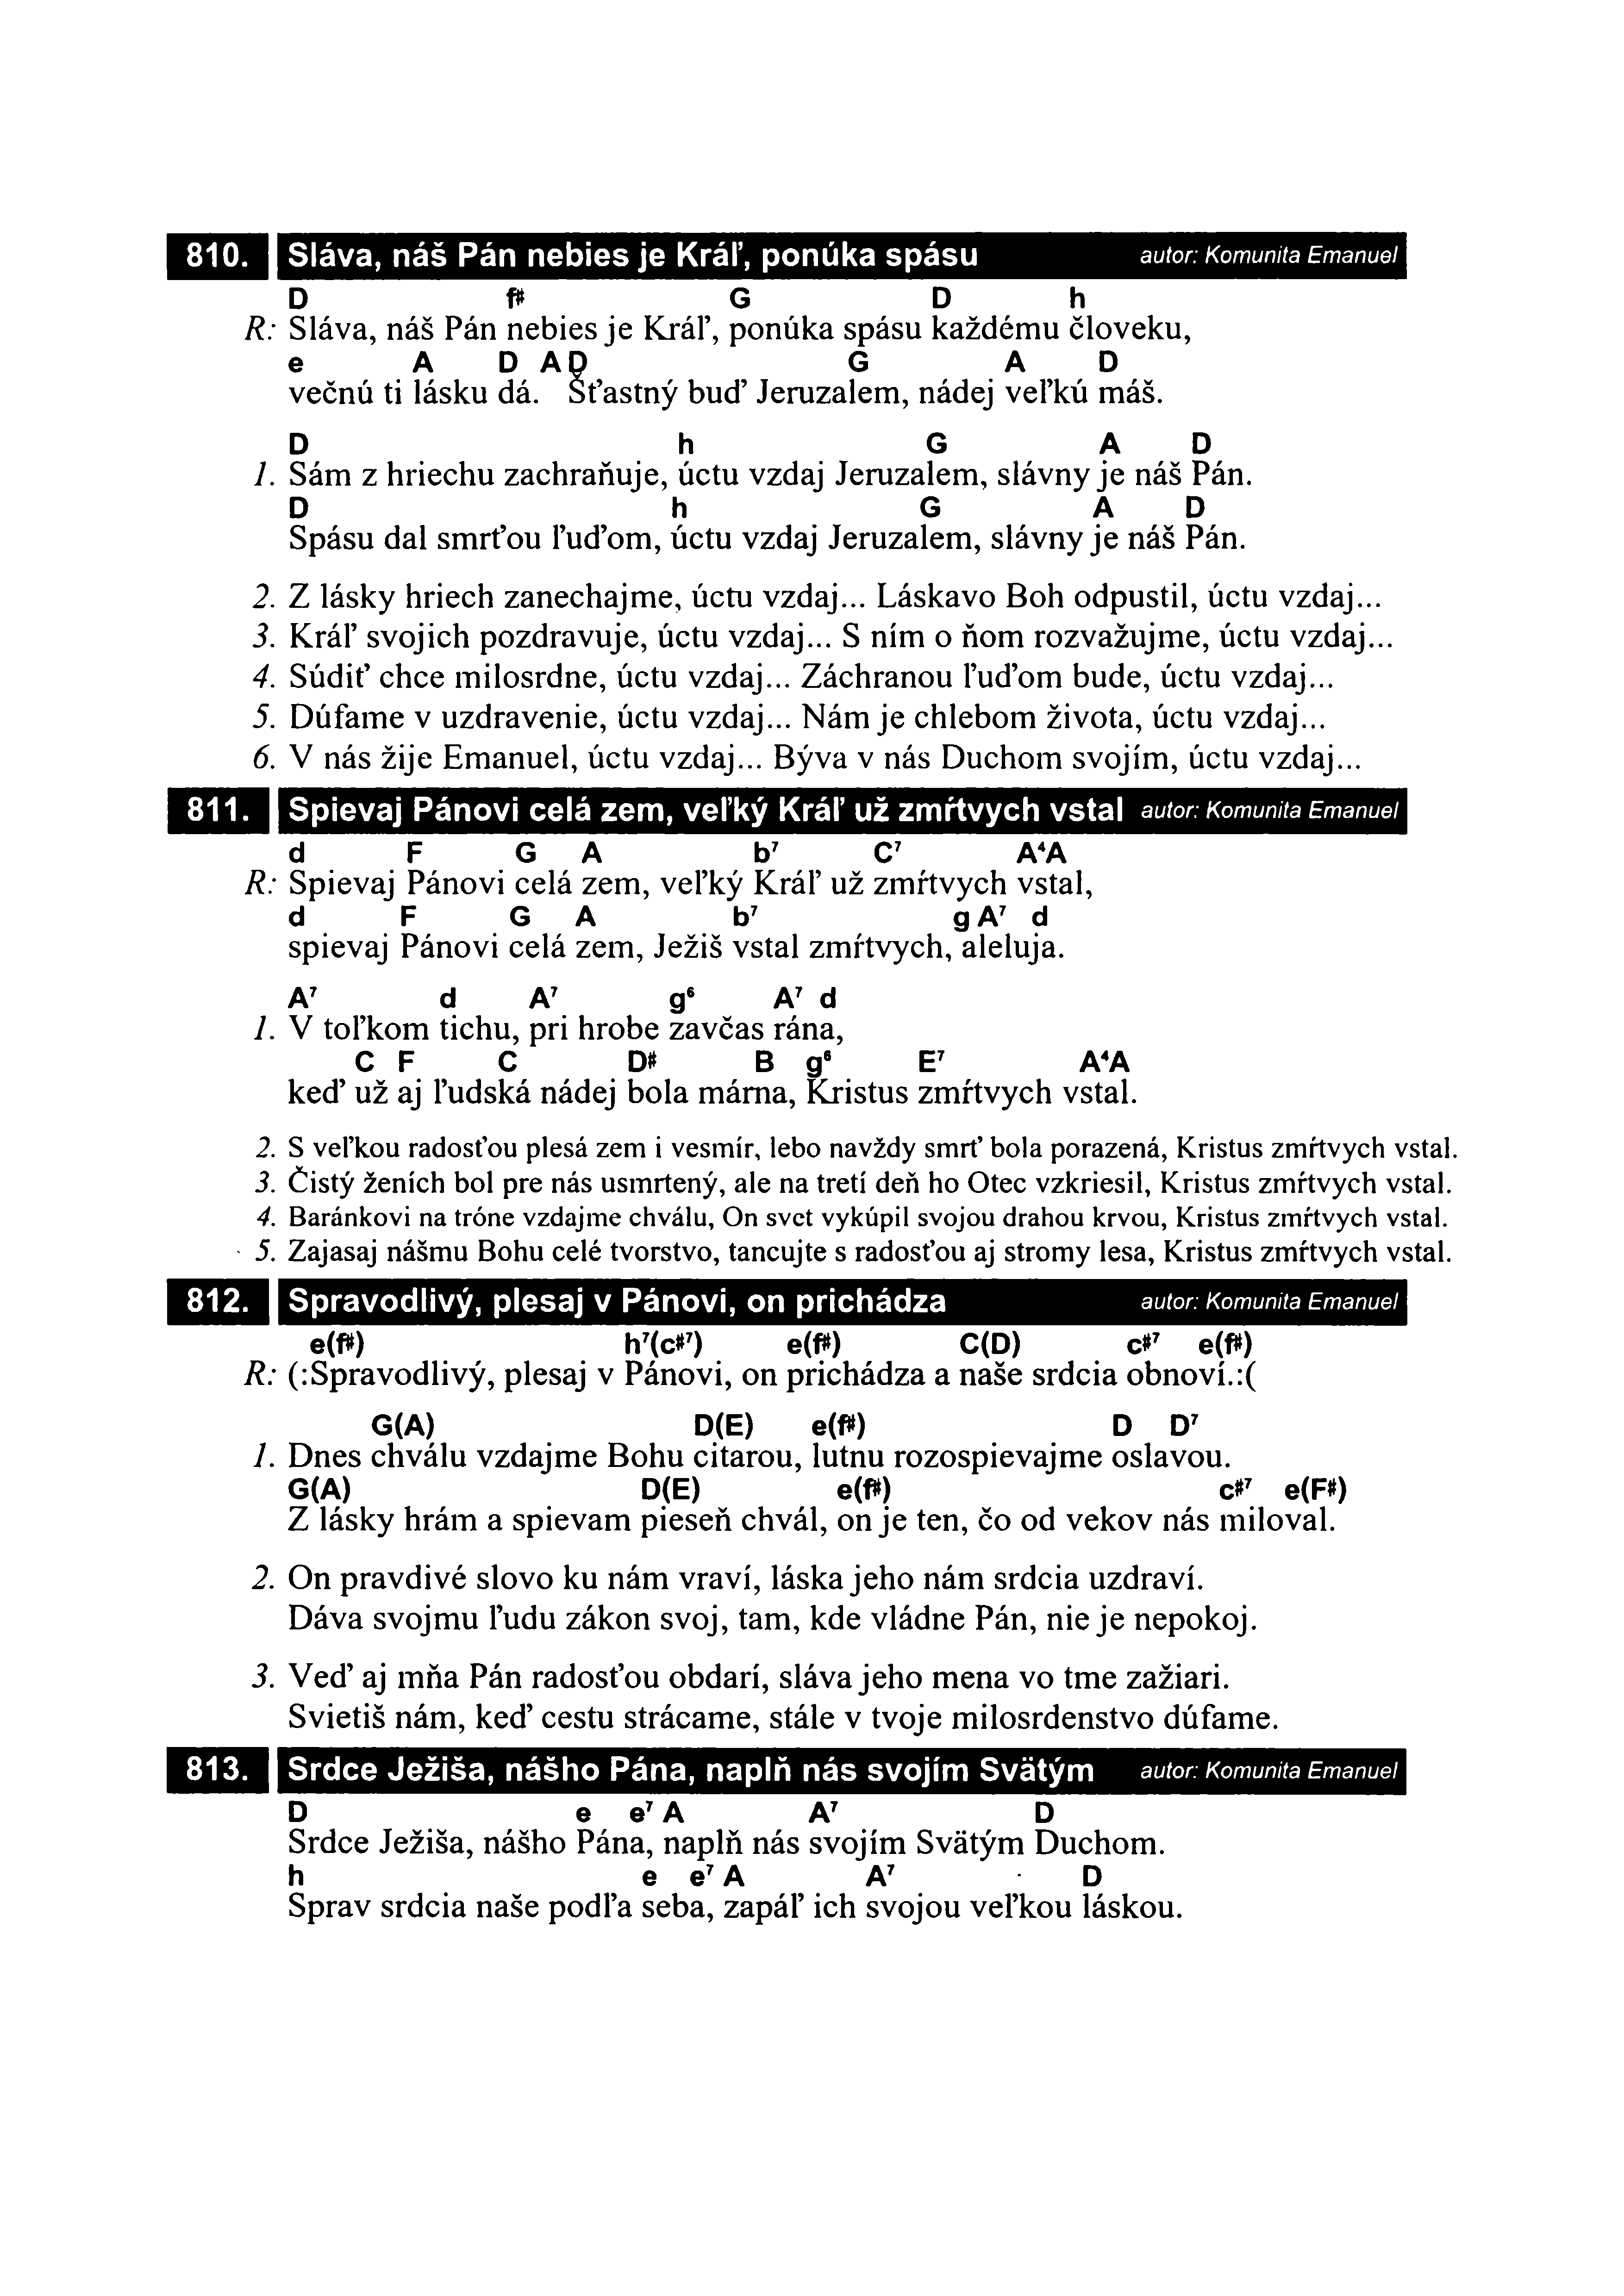 810. Sláva, náš Pán nebies je Kráľ, ponúka spásu autor: Komunita Emanuel
D f# G D h
R: Sláva, náš Pán nebies je Kráľ, ponúka spásu každému človeku,
e A D A D G A D
večnú ti lásku dá. Šťastný buď Jeruzalem, nádej veľkú máš.
D h G A D
1. Sám z hriechu zachraňuje, úctu vzdaj Jeruzalem, slávny je náš Pán.
D h G A D
Spásu dal smrťou ľuďom, úctu vzdaj Jeruzalem, slávny je náš Pán.
2. Z lásky hriech zanechajme, úctu vzdaj... Láskavo Boh odpustil, úctu vzdaj...
3. Kráľ svojich pozdravuje, úctu vzdaj... S ním o ňom rozvažujme, úctu vzdaj...
4. Súdiť chce milosrdne, úctu vzdaj... Záchranou ľuďom bude, úctu vzdaj...
5. Dúfame v uzdravenie, úctu vzdaj... Nám je chlebom života, úctu vzdaj...
6. V nás žije Emanuel, úctu vzdaj... Býva v nás Duchom svojím, úctu vzdaj...
811. Spievaj Pánovi celá zem, veľký Kráľ už zmŕtvych vstal autor: Komunita Emanuel
d F G A b⁷ C⁷ A⁴A
R: Spievaj Pánovi celá zem, veľký Kráľ už zmŕtvych vstal,
d F G A b⁷ g A⁷ d
spievaj Pánovi celá zem, Ježiš vstal zmŕtvych, aleluja.
A⁷ d A⁷ g⁶ A⁷ d
1. V toľkom tichu, pri hrobe zavčas rána,
C F C D# B g⁶ E⁷ A⁴A
keď už aj ľudská nádej bola márna, Kristus zmŕtvych vstal.
2. S veľkou radosťou plesá zem i vesmír, lebo navždy smrť bola porazená, Kristus zmŕtvych vstal.
3. Čistý ženích bol pre nás usmrtený, ale na tretí deň ho Otec vzkriesil, Kristus zmŕtvych vstal.
4. Baránkovi na tróne vzdajme chválu, On svet vykúpil svojou drahou krvou, Kristus zmŕtvych vstal.
5. Zajasaj nášmu Bohu celé tvorstvo, tancujte s radosťou aj stromy lesa, Kristus zmŕtvych vstal.
812. Spravodlivý, plesaj v Pánovi, on prichádza autor: Komunita Emanuel
e(f#) h⁷(c#⁷) e(f#) C(D) c#⁷ e(f#)
R: (:Spravodlivý, plesaj v Pánovi, on prichádza a naše srdcia obnoví.:(
G(A) D(E) e(f#) D D⁷
1. Dnes chválu vzdajme Bohu citarou, lutnu rozospievajme oslavou.
G(A) D(E) e(f#) c#⁷ e(F#)
Z lásky hrám a spievam pieseň chvál, on je ten, čo od vekov nás miloval.
2. On pravdivé slovo ku nám vraví, láska jeho nám srdcia uzdraví.
Dáva svojmu ľudu zákon svoj, tam, kde vládne Pán, nie je nepokoj.
3. Veď aj mňa Pán radosťou obdarí, sláva jeho mena vo tme zažiari.
Svietiš nám, keď cestu strácame, stále v tvoje milosrdenstvo dúfame.
813. Srdce Ježiša, nášho Pána, naplň nás svojím Svätým autor: Komunita Emanuel
D e e⁷ A A⁷ D
Srdce Ježiša, nášho Pána, naplň nás svojím Svätým Duchom.
h e e⁷ A A⁷ D
Sprav srdcia naše podľa seba, zapáľ ich svojou veľkou láskou.